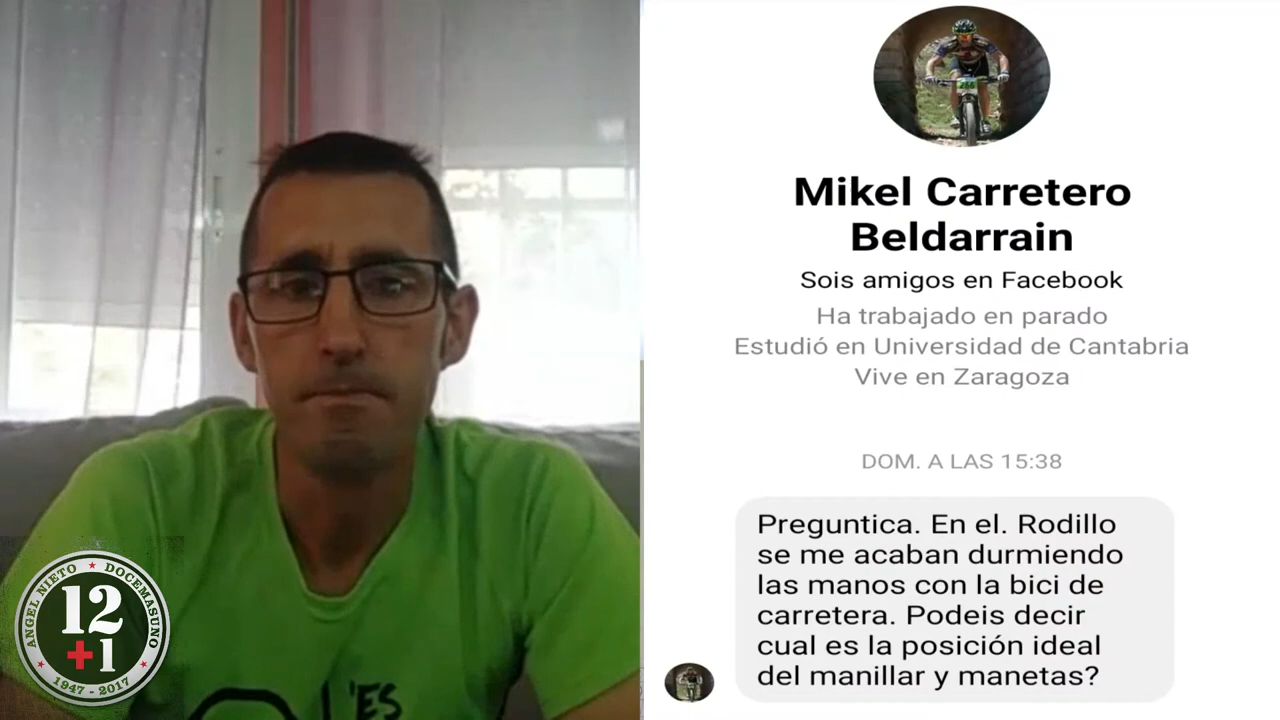 ANGEL NIETO ★ DOCEMASUNO
12
+1
1947 - 2017
'ES
266
Mikel Carretero
Beldarrain
Sois amigos en Facebook
Ha trabajado en parado
Estudió en Universidad de Cantabria
Vive en Zaragoza
DOM. A LAS 15:38
Preguntica. En el. Rodillo
se me acaban durmiendo
las manos con la bici de
carretera. Podeis decir
cual es la posición ideal
del manillar y manetas?